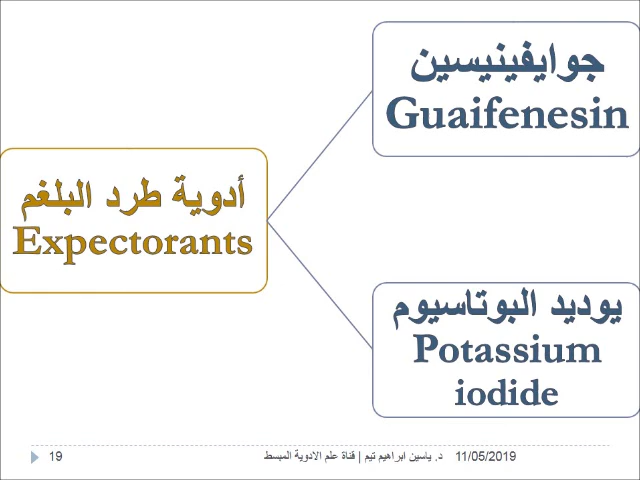 أدوية طرد البلغم
Expectorants
جوايفينيسين
Guaifenesin
يوديد البوتاسيوم
Potassium
iodide
19
د. ياسين ابراهيم تيم | قناة علم الادوية المبسط
11/05/2019